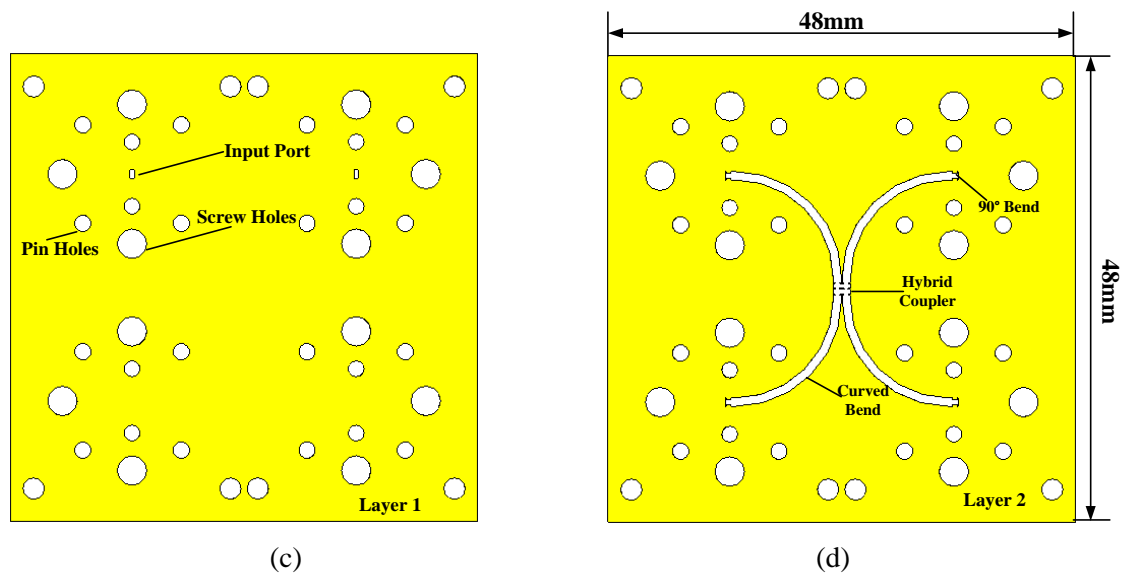 Input Port
Screw Holes
Pin Holes
Layer 1
(c)
48mm
90° Bend
Hybrid
Coupler
48mm
Curved
Bend
Layer 2
(d)